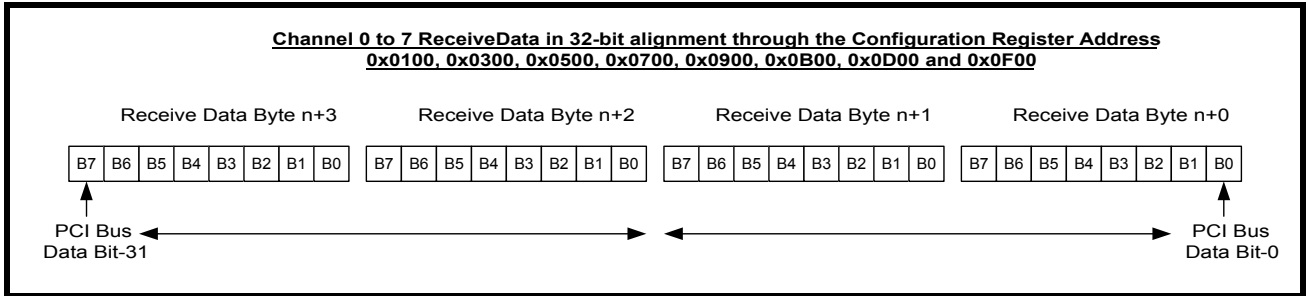 Channel 0 to 7 ReceiveData in 32-bit alignment through the Configuration Register Address
0x0100, 0x0300, 0x0500, 0x0700, 0x0900, 0x0B00, 0x0D00 and 0x0F00
Receive Data Byte n+3 Receive Data Byte n+2 Receive Data Byte n+1 Receive Data Byte n+0
B7 B6 B5 B4 B3 B2 B1 B0 B7 B6 B5 B4 B3 B2 B1 B0 B7 B6 B5 B4 B3 B2 B1 B0 B7 B6 B5 B4 B3 B2 B1 B0
PCI Bus
Data Bit-31
PCI Bus
Data Bit-0